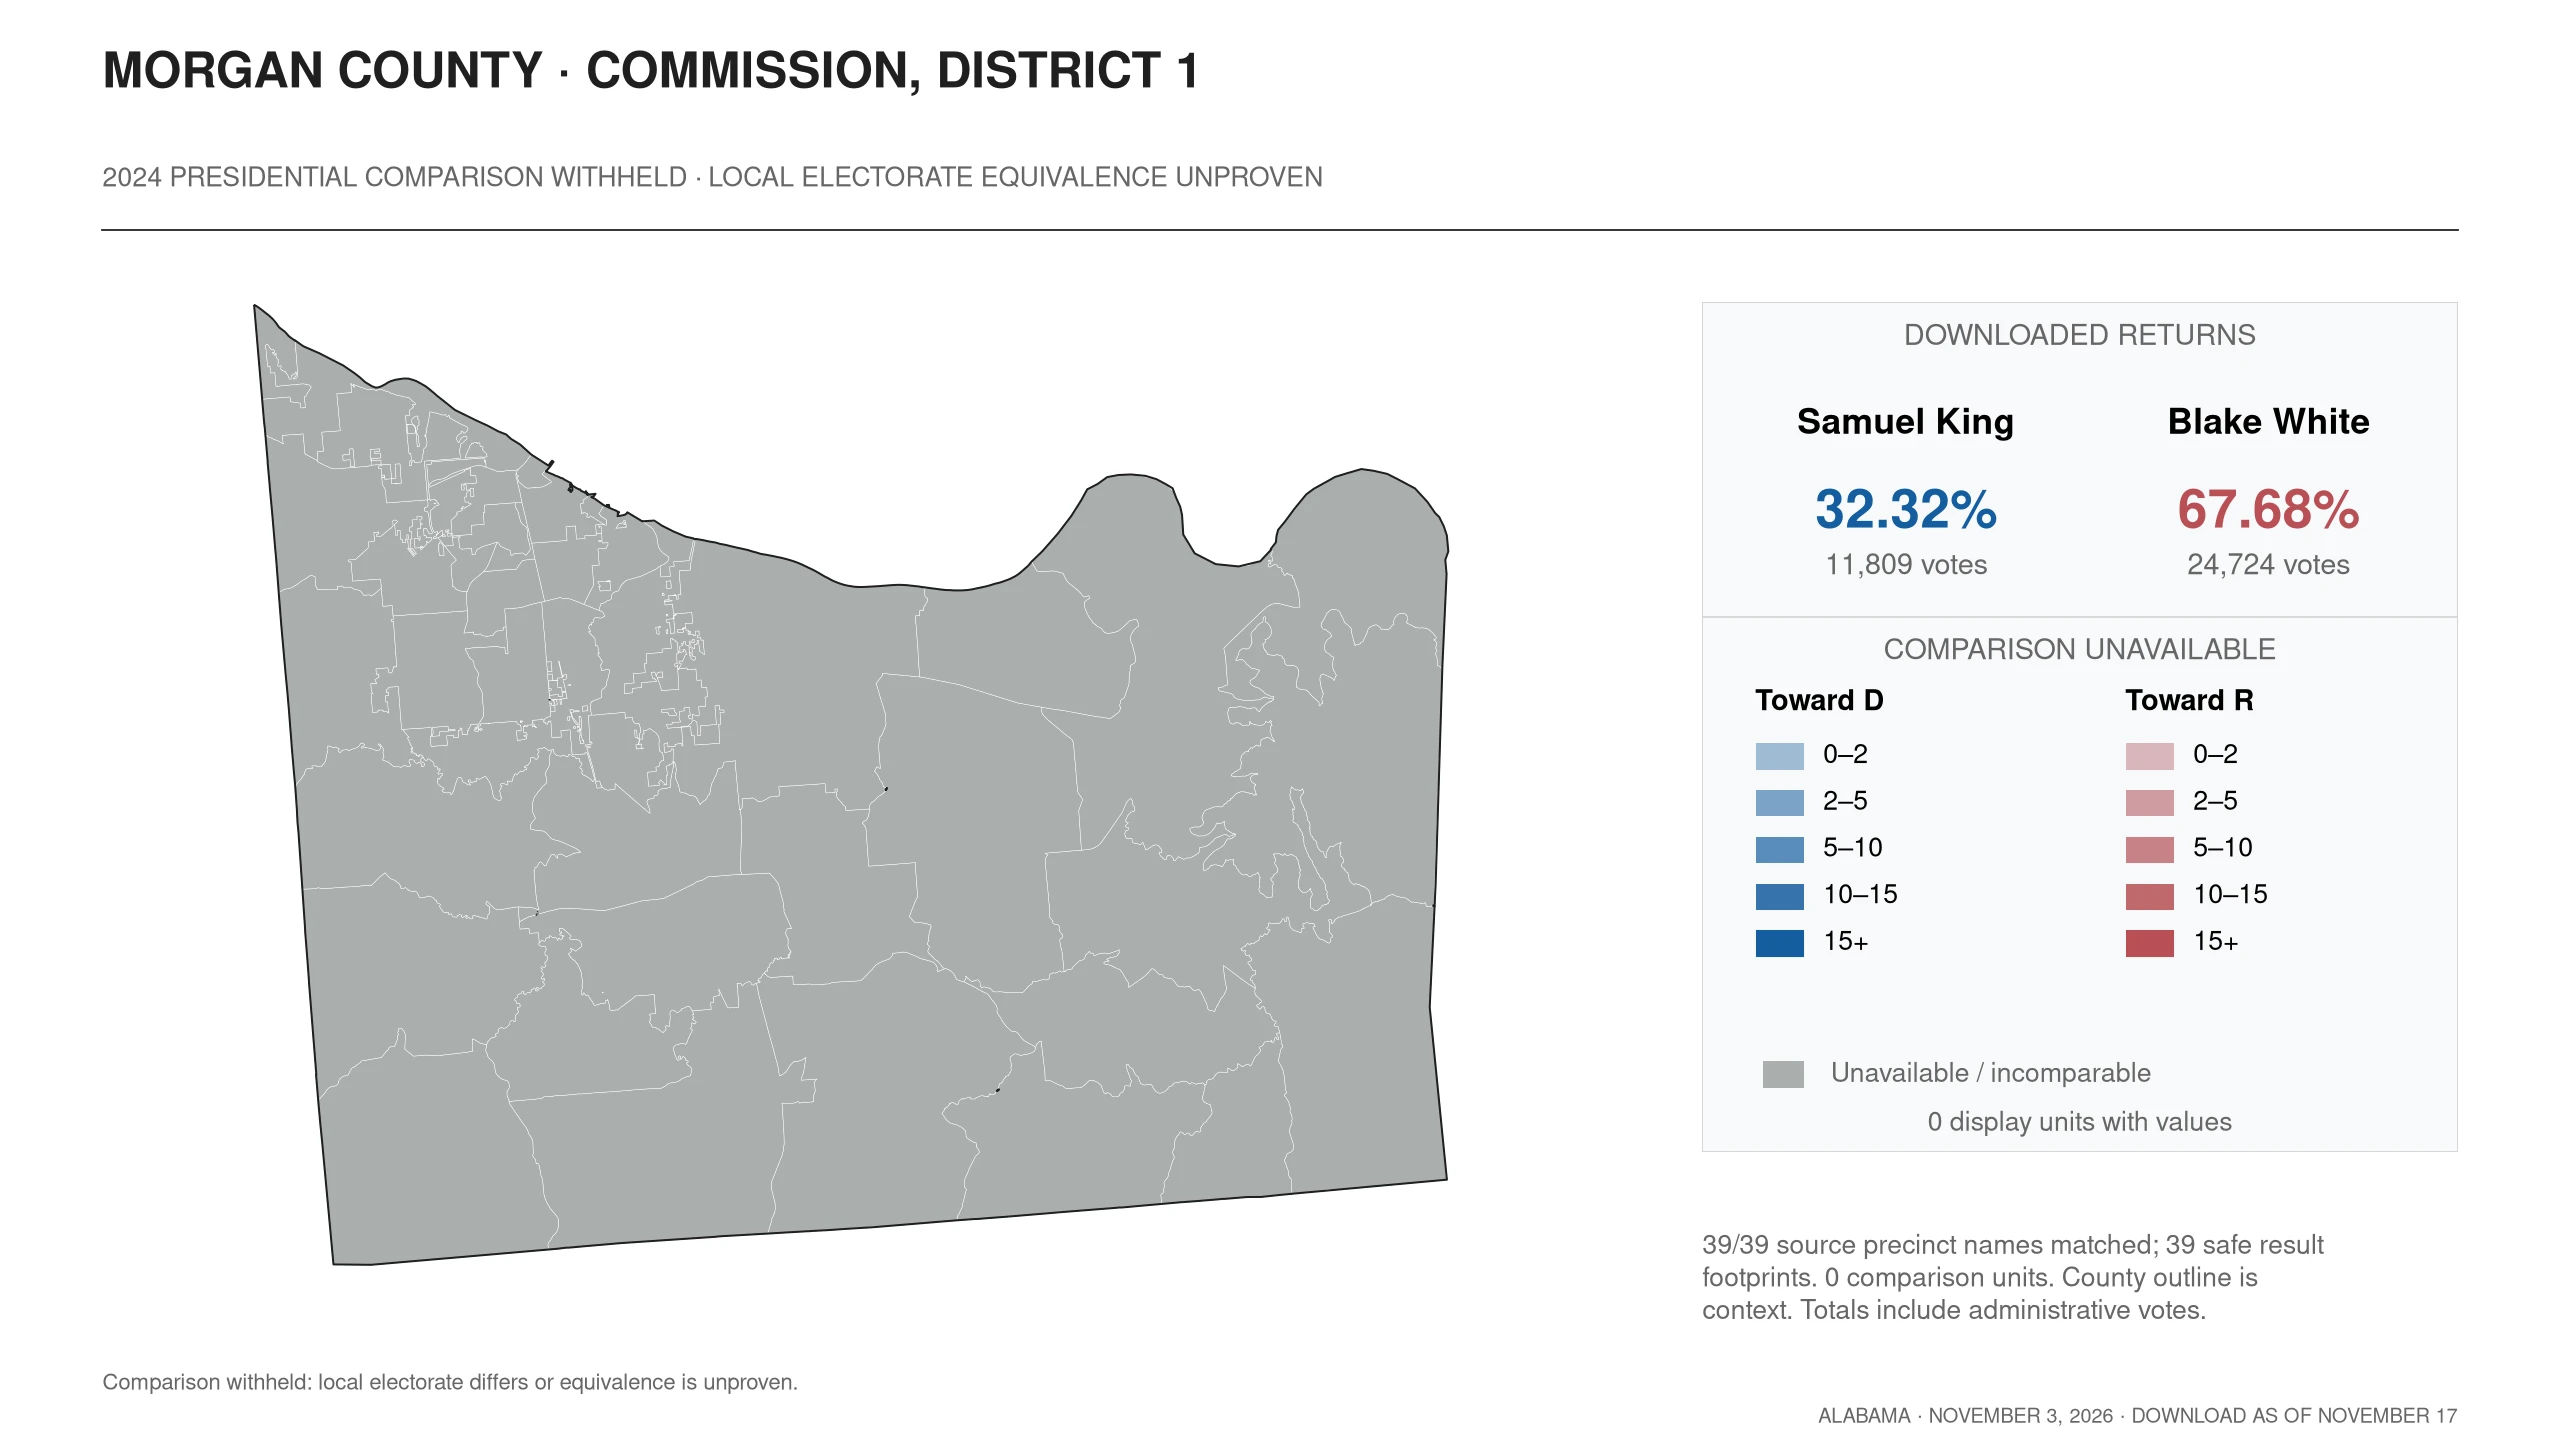 MORGAN COUNTY · COMMISSION, DISTRICT 1
2024 PRESIDENTIAL COMPARISON WITHHELD · LOCAL ELECTORATE EQUIVALENCE UNPROVEN
DOWNLOADED RETURNS
Samuel King
Blake White
32.32%
67.68%
11,809 votes
24,724 votes
COMPARISON UNAVAILABLE
Toward D
Toward R
0–2
0–2
2–5
2–5
5–10
5–10
10–15
10–15
15+
15+
Unavailable / incomparable
0 display units with values
39/39 source precinct names matched; 39 safe result
footprints. 0 comparison units. County outline is
context. Totals include administrative votes.
Comparison withheld: local electorate differs or equivalence is unproven.
ALABAMA · NOVEMBER 3, 2026 · DOWNLOAD AS OF NOVEMBER 17